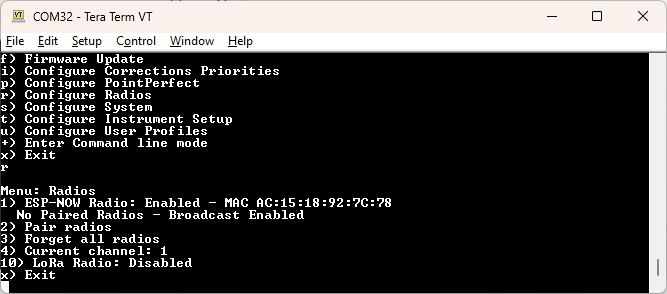 COM32 - Tera Term VT
File Edit Setup Control Window Help
f) Firmware Update
i) Configure Corrections Priorities
p) Configure PointPerfect
r) Configure Radios
s) Configure System
t) Configure Instrument Setup
u) Configure User Profiles
+) Enter Command line mode
x) Exit
r
Menu: Radios
1) ESP-NOW Radio: Enabled - MAC AC:15:18:92:7C:78
No Paired Radios - Broadcast Enabled
2) Pair radios
3) Forget all radios
4) Current channel: 1
10) LoRa Radio: Disabled
x) Exit